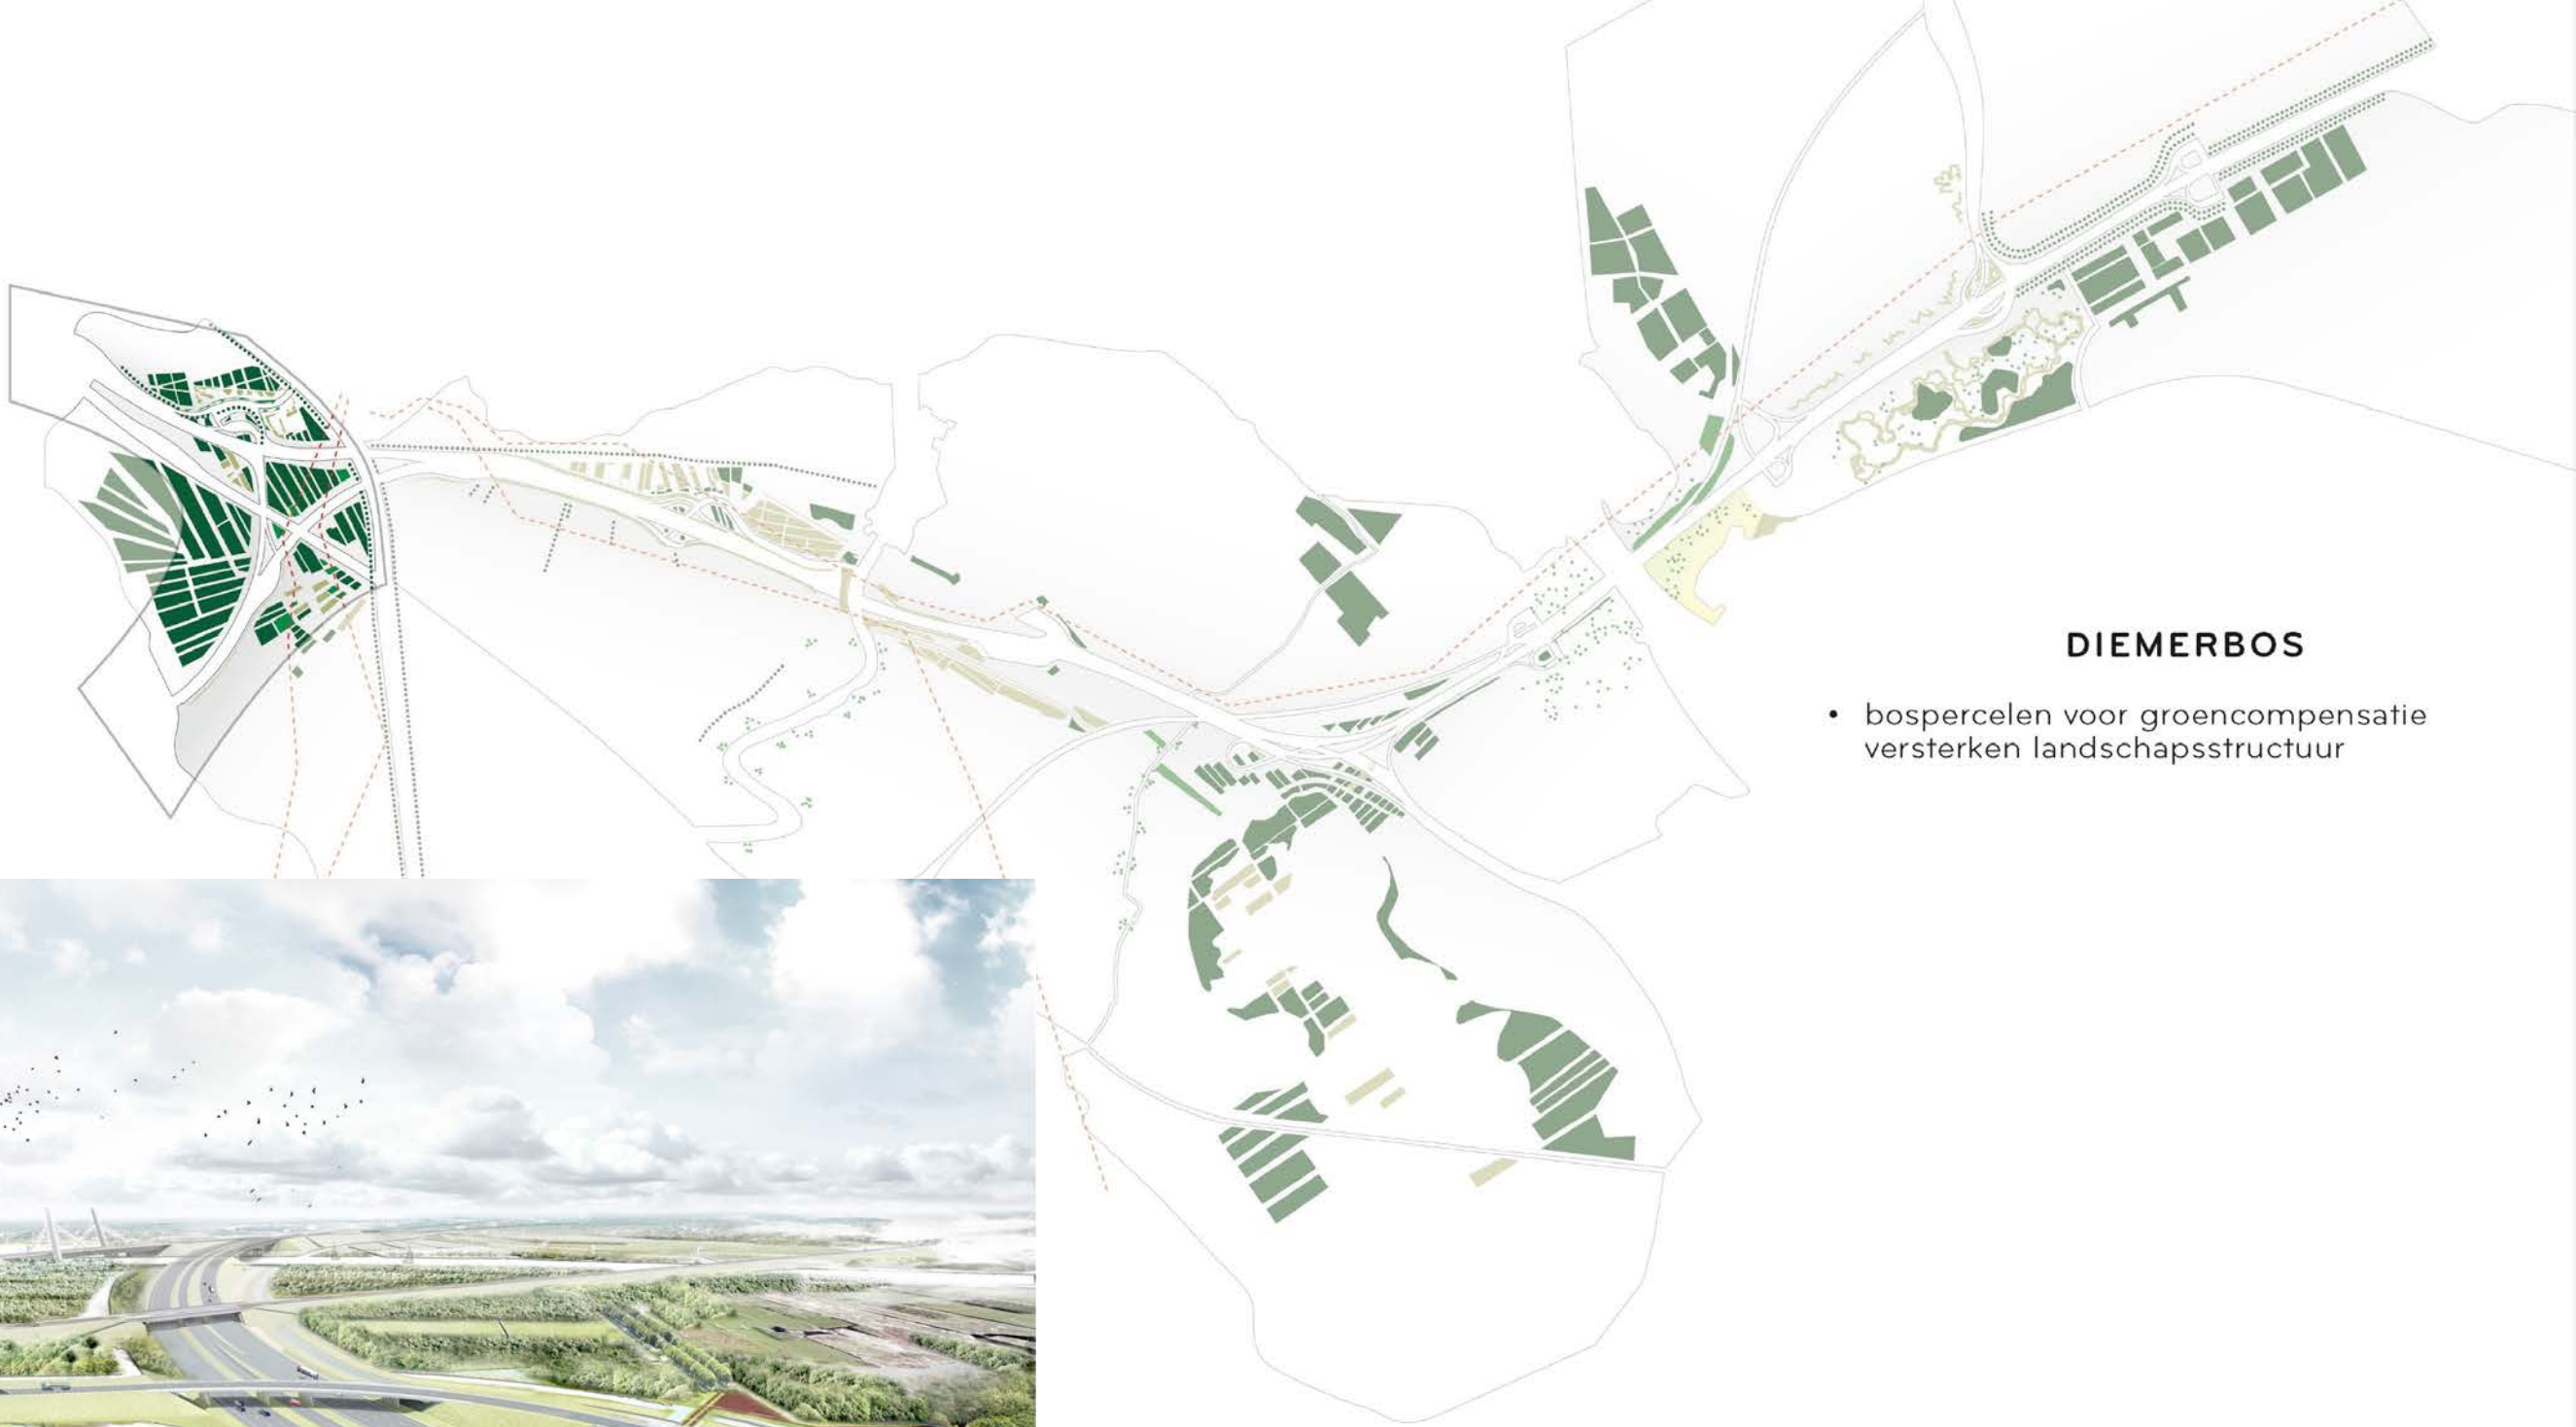 DIEMERBOS
• bospercelen voor groencompensatie
versterken landschapsstructuur